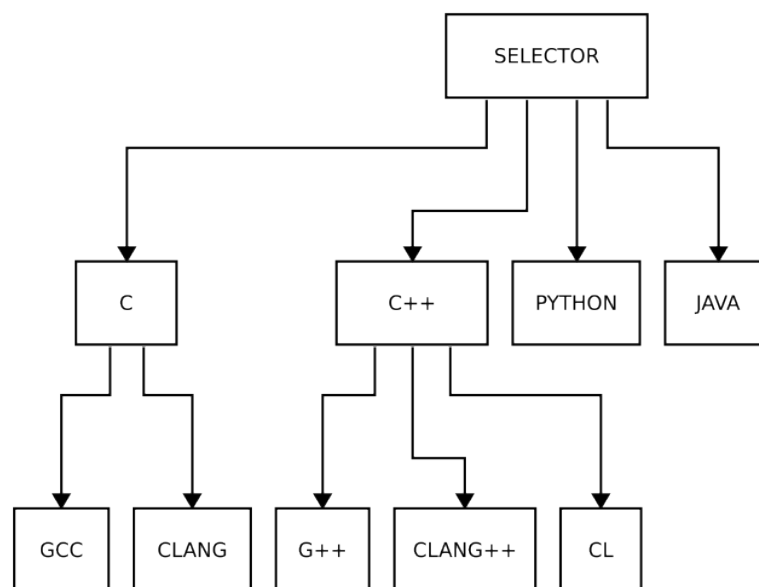 SELECTOR
C
C++
PYTHON
JAVA
GCC
CLANG
G++
CLANG++
CL